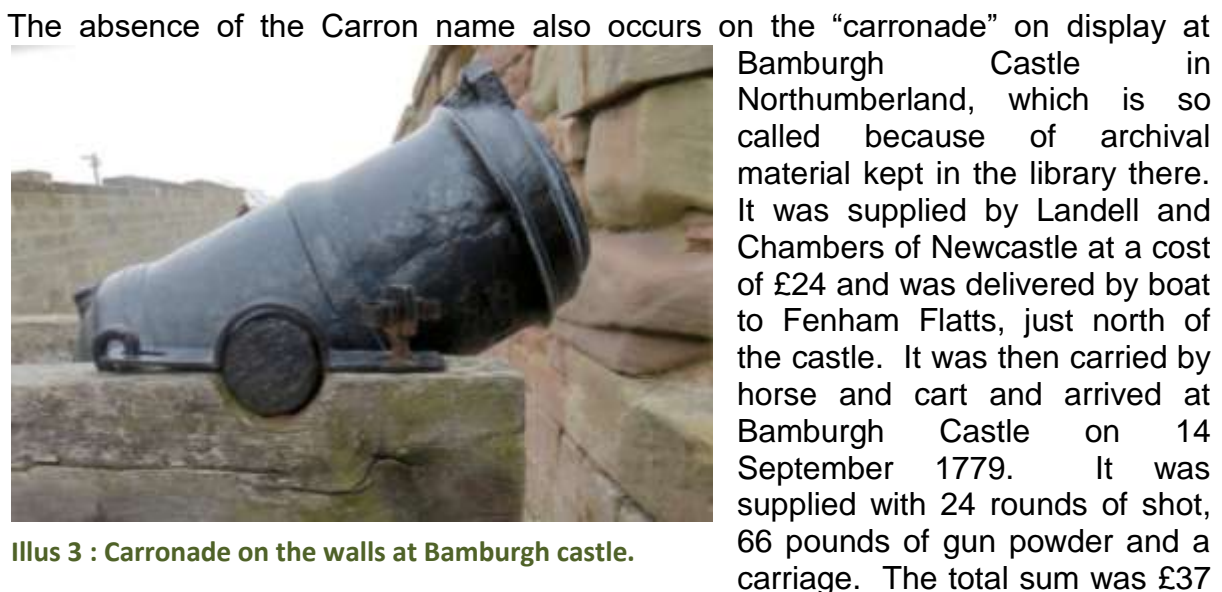 The absence of the Carron name also occurs on the “carronade” on display at
Bamburgh Castle in
Northumberland, which is so
called because of archival
material kept in the library there.
It was supplied by Landell and
Chambers of Newcastle at a cost
of £24 and was delivered by boat
to Fenham Flatts, just north of
the castle. It was then carried by
horse and cart and arrived at
Bamburgh Castle on 14
September 1779. It was
supplied with 24 rounds of shot,
66 pounds of gun powder and a
carriage. The total sum was £37
Illus 3 : Carronade on the walls at Bamburgh castle.